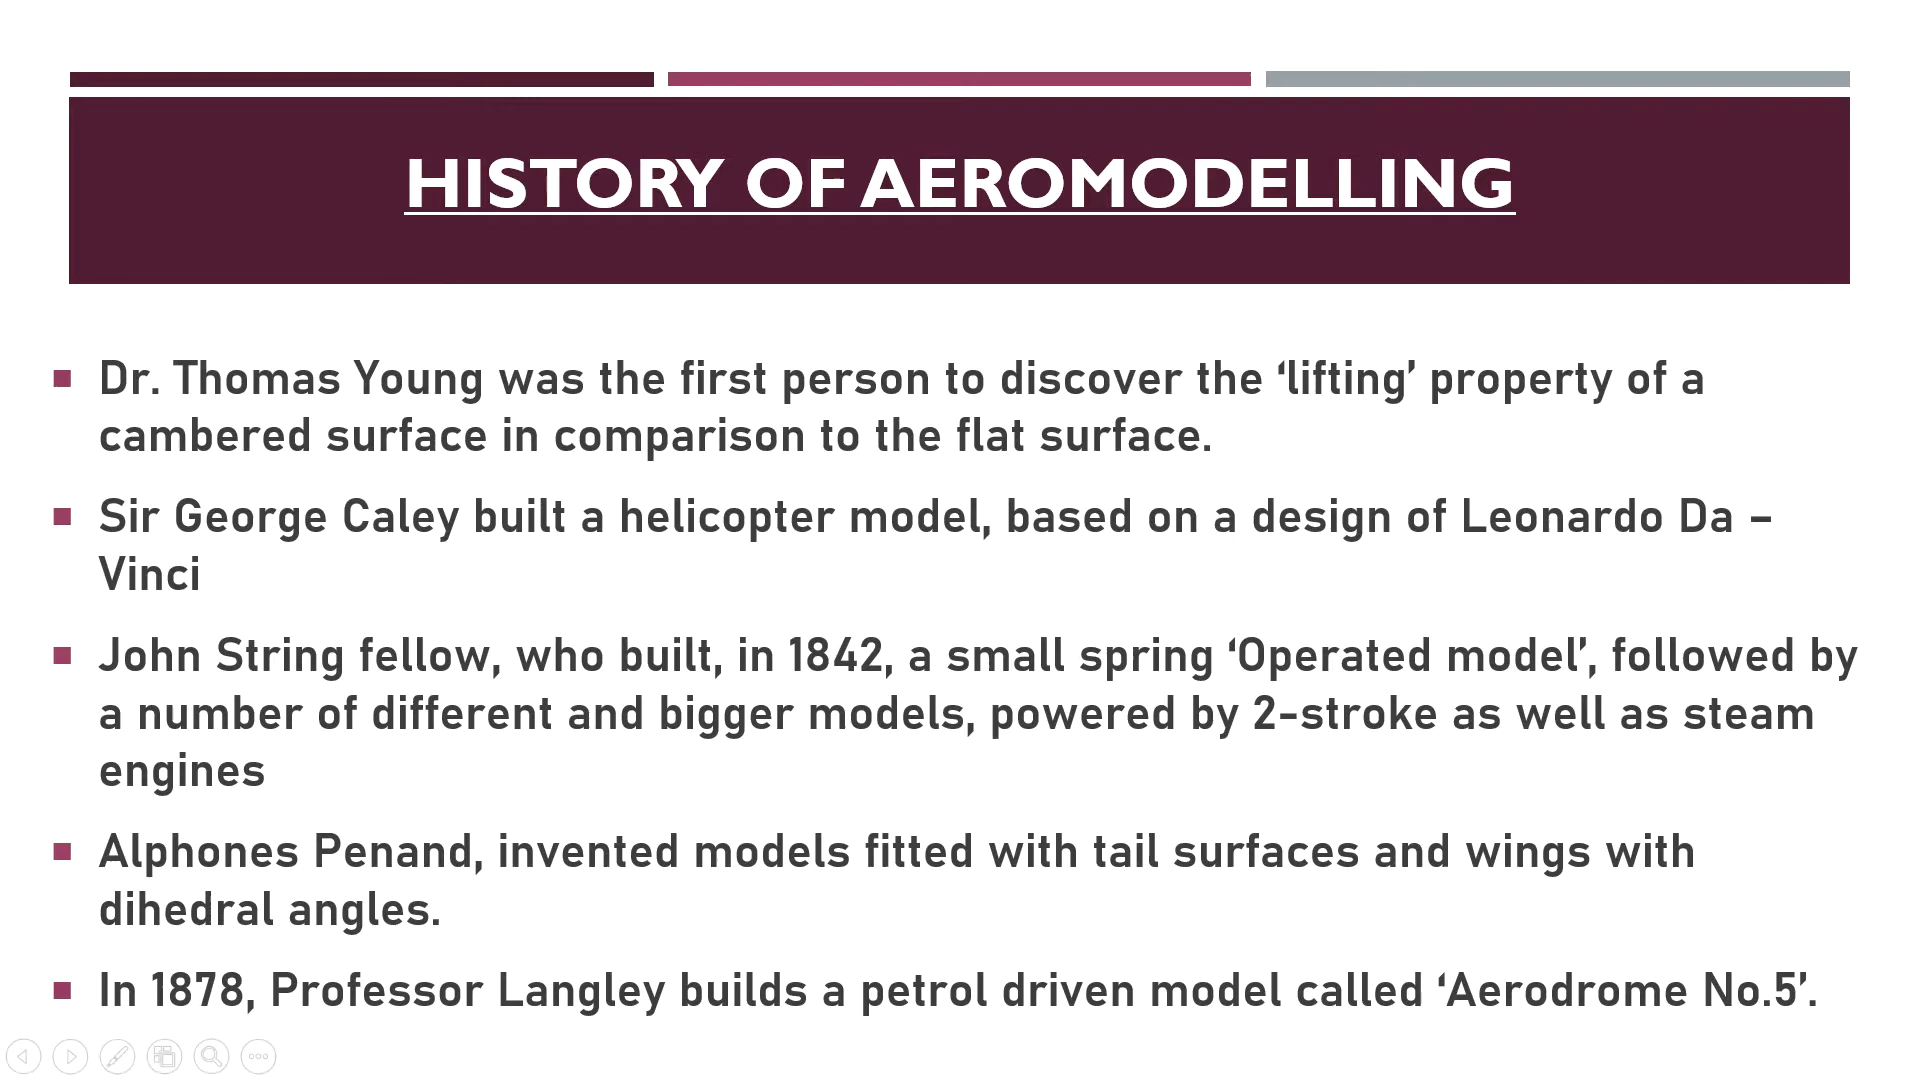 HISTORY OF AEROMODELLING
Dr. Thomas Young was the first person to discover the ‘lifting’ property of a
cambered surface in comparison to the flat surface.
Sir George Caley built a helicopter model, based on a design of Leonardo Da –
Vinci
John String fellow, who built, in 1842, a small spring ‘Operated model’, followed by
a number of different and bigger models, powered by 2-stroke as well as steam
engines
Alphones Penand, invented models fitted with tail surfaces and wings with
dihedral angles.
In 1878, Professor Langley builds a petrol driven model called ‘Aerodrome No.5’.